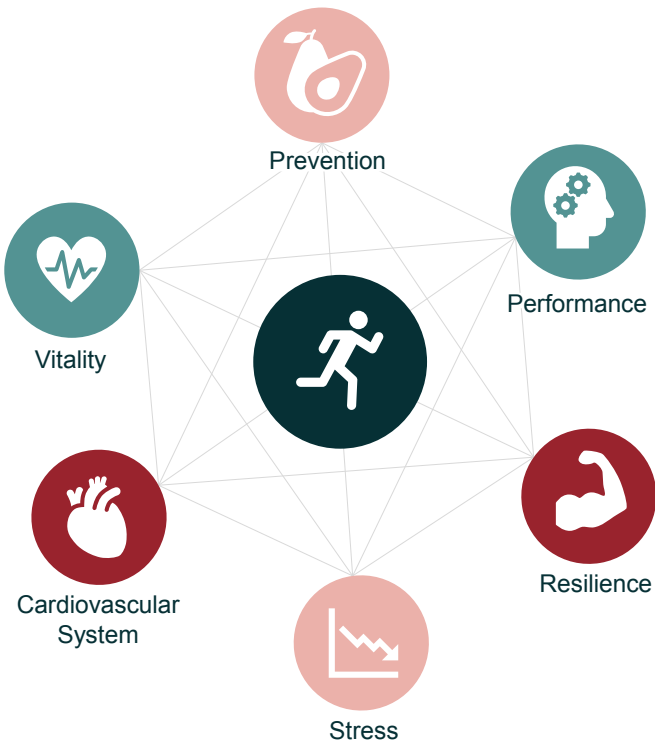 Prevention
Performance
Vitality
Resilience
Cardiovascular
System
Stress